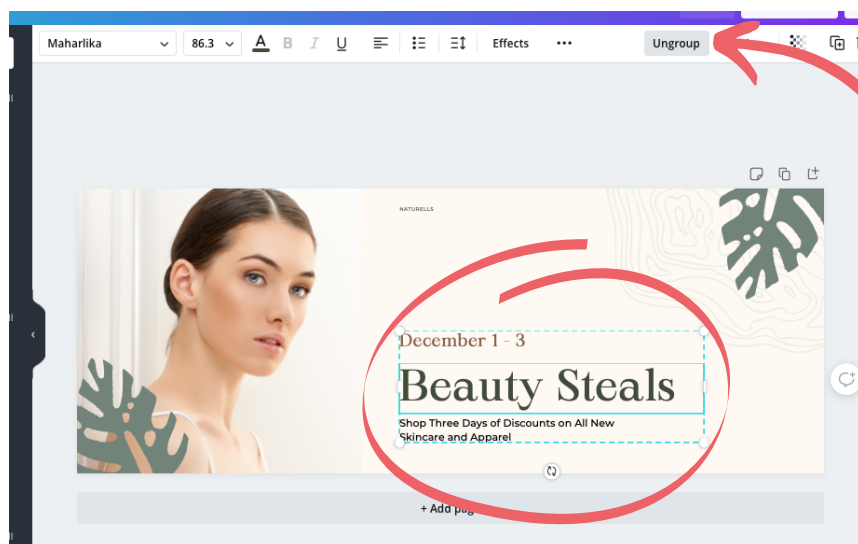 Maharlika
86.3
A B I U
Effects
Ungroup
NATURELLS
December 1 - 3
Beauty Steals
Shop Three Days of Discounts on All New
Skincare and Apparel
+ Add